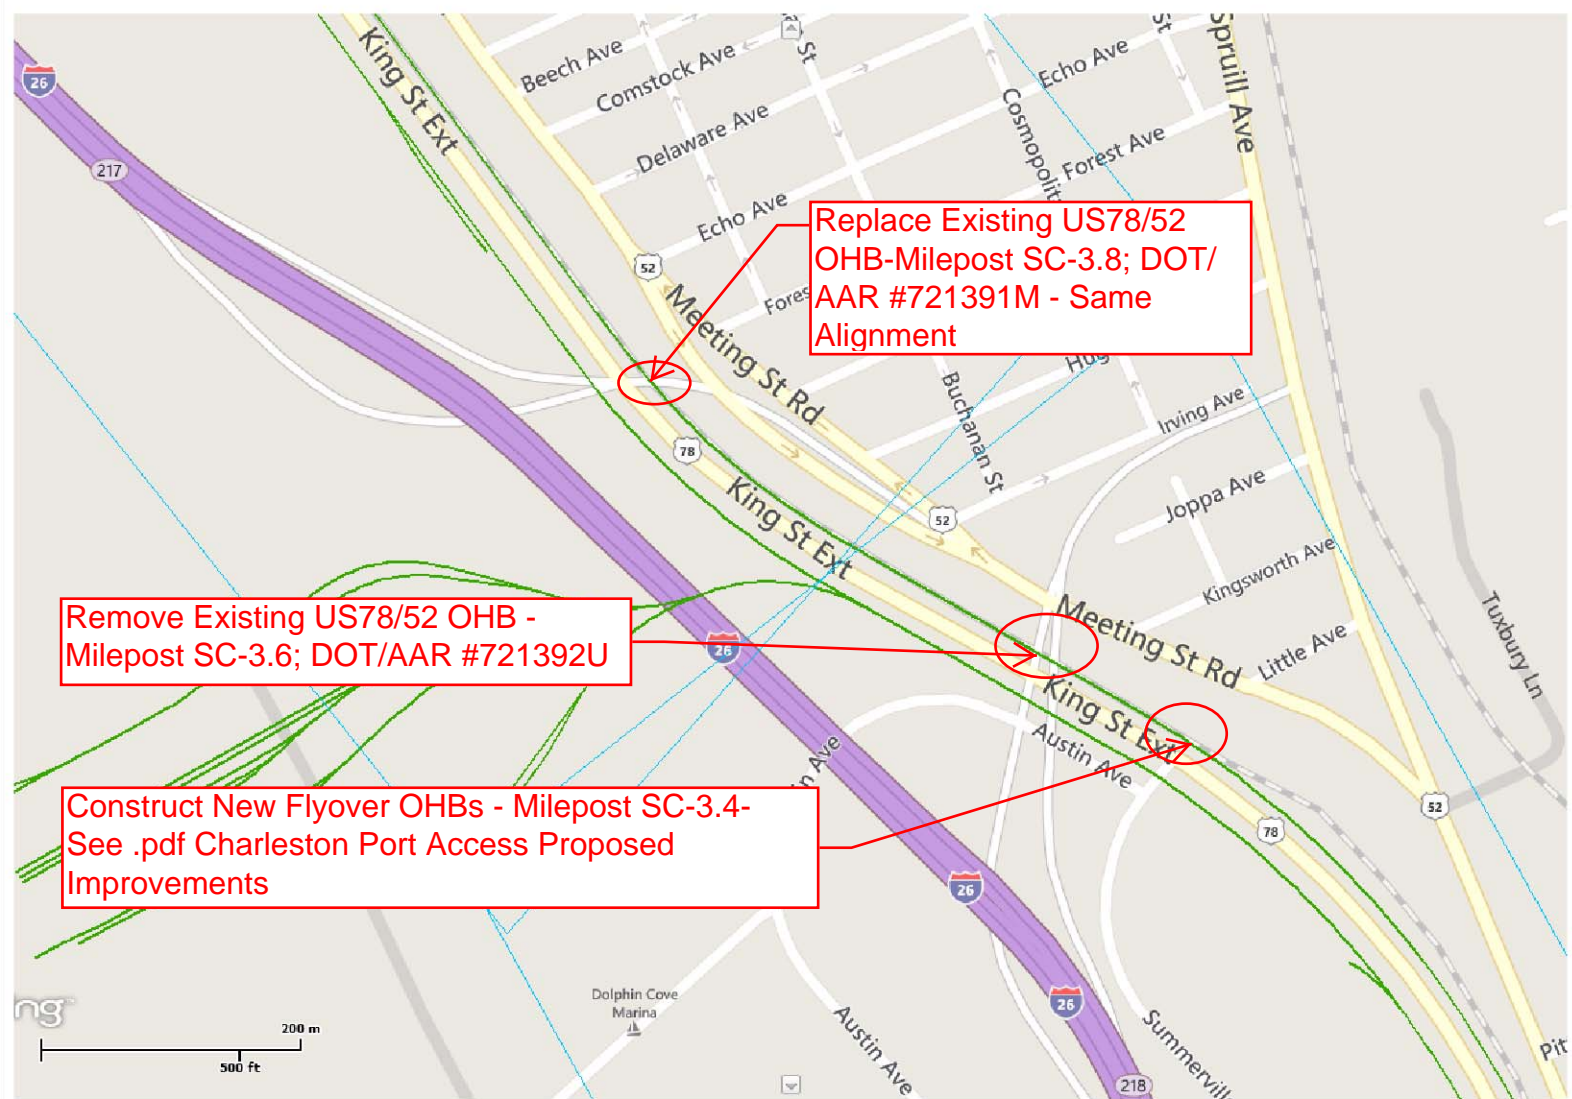 King St Ext
26
217
Beech Ave
Comstock Ave
St
Delaware Ave
Echo Ave
Echo Ave
Forest Ave
St
Spruill Ave
Replace Existing US78/52
OHB-Milepost SC-3.8; DOT/
AAR #721391M - Same
Alignment
52
Meeting St Rd
Buchanan St
Irving Ave
78
King St Ext
52
Joppa Ave
Kingsworth Ave
Tuxbury Ln
Remove Existing US78/52 OHB -
Milepost SC-3.6; DOT/AAR #721392U
26
Meeting St Rd
Little Ave
King St Ext
Austin Ave
Ave
Construct New Flyover OHBs - Milepost SC-3.4-
See .pdf Charleston Port Access Proposed
Improvements
52
78
26
Dolphin Cove
Marina
26
Austin Ave
200 m
500 ft
218